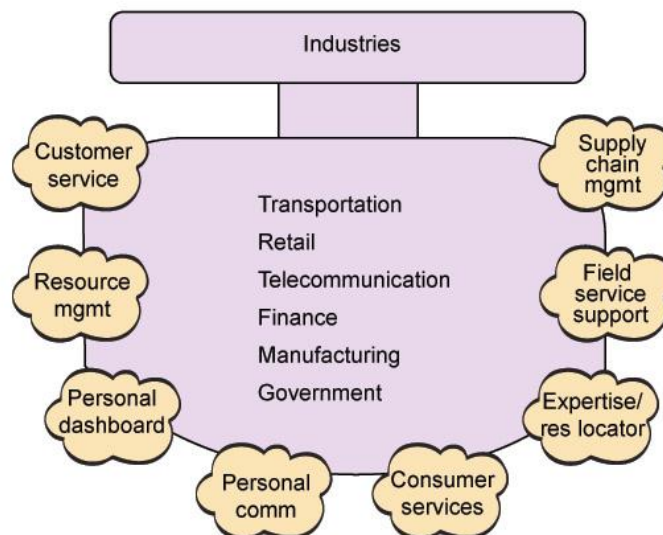 Industries
Customer
service
Supply
chain
mgmt
Transportation
Retail
Telecommunication
Finance
Manufacturing
Government
Resource
mgmt
Field
service
support
Personal
dashboard
Expertise/
res locator
Personal
comm
Consumer
services